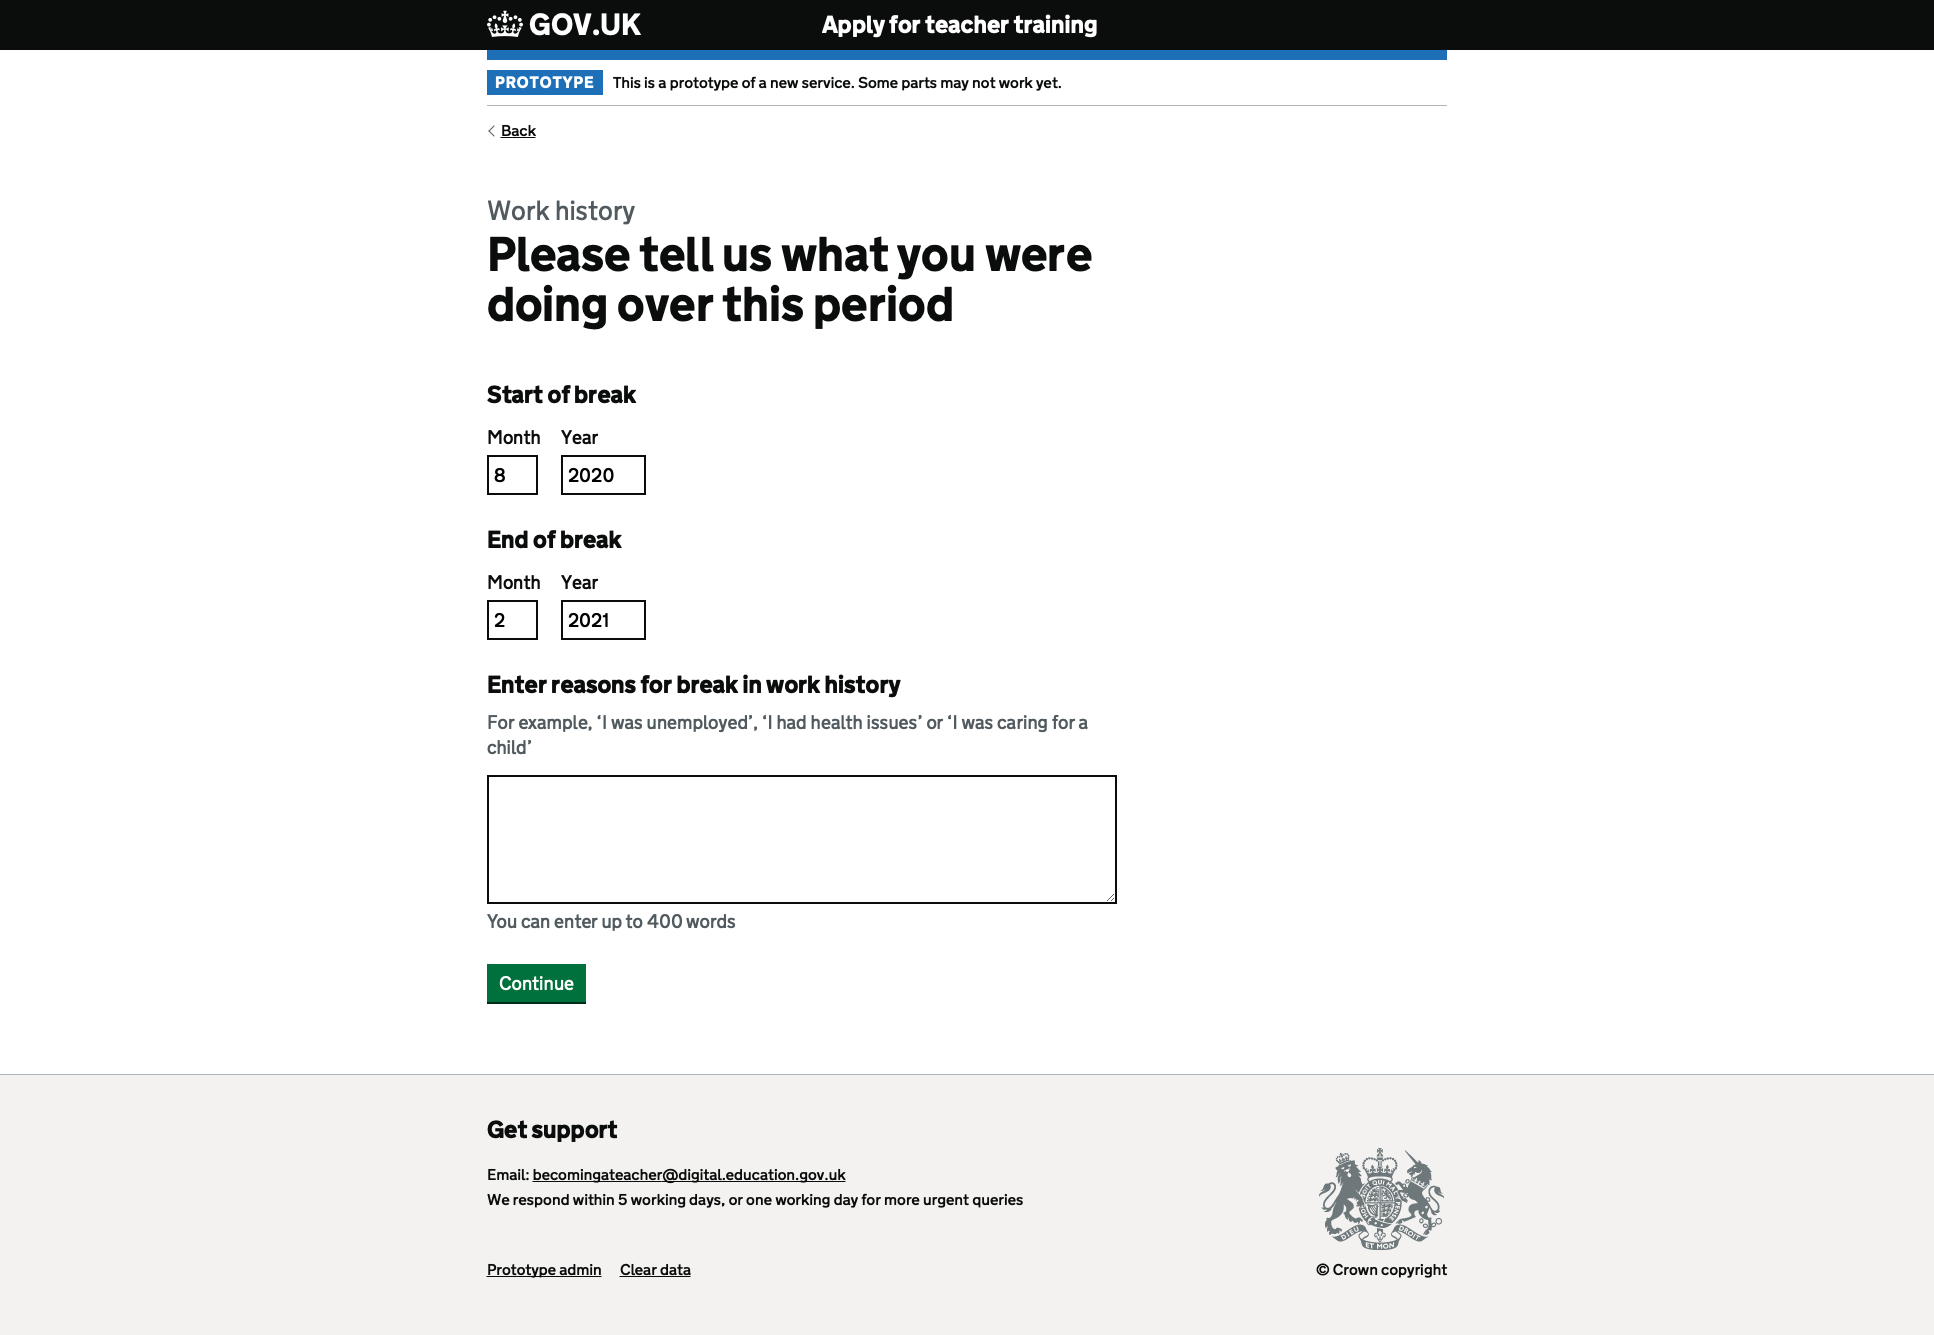 GOV.UK Apply for teacher training
PROTOTYPE This is a prototype of a new service. Some parts may not work yet.
Back
Work history
Please tell us what you were
doing over this period
Start of break
Month Year
8 2020
End of break
Month Year
2 2021
Enter reasons for break in work history
For example, ‘I was unemployed’, ‘I had health issues’ or ‘I was caring for a
child’
You can enter up to 400 words
Continue
Get support
Email: becomingateacher@digital.education.gov.uk
We respond within 5 working days, or one working day for more urgent queries
DIEU ET MON DROIT
Prototype admin Clear data
© Crown copyright